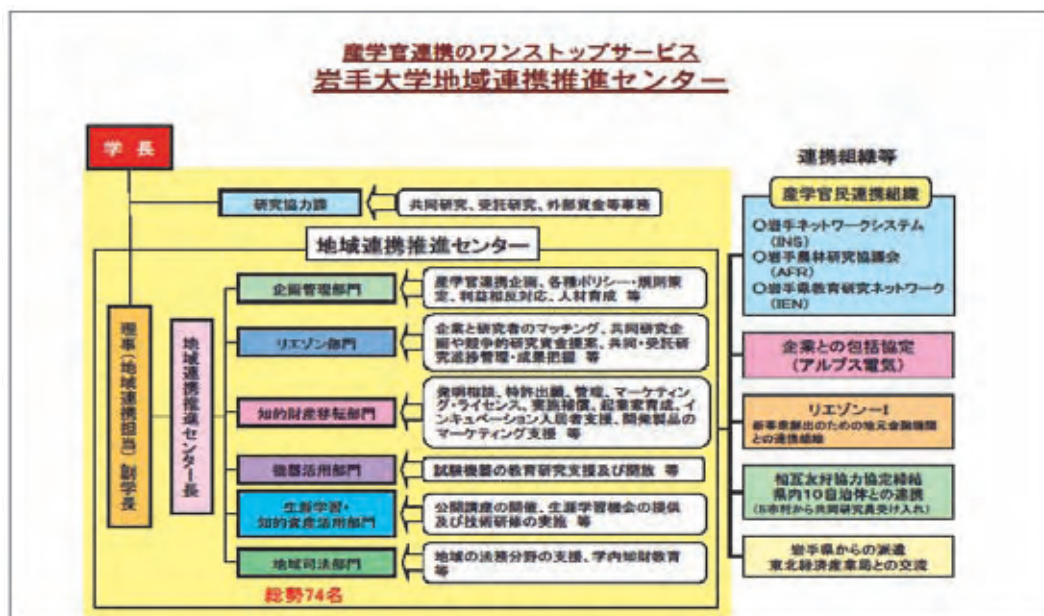 産学官連携のワンストップサービス
岩手大学地域連携推進センター
学 長
研究協力課
共同研究、受託研究、外部資金等事務
地域連携推進センター
理事(地域連携担当)副学長
地域連携推進センター長
企画管理部門
産学官連携企画、各種ポリシー・規則策
定、利益相反対応、人材育成 等
リエゾン部門
企業と研究者のマッチング、共同研究企
画や競争的研究資金提案、共同・受託研
究進捗管理・成果把握 等
知的財産移転部門
発明相談、特許出願、管理、マーケティン
グ・ライセンス、実施補償、起業家育成、イ
ンキュベーション入居者支援、開発製品の
マーケティング支援 等
機器活用部門
試験機器の教育研究支援及び開放 等
生涯学習・
知的資産活用部門
公開講座の開催、生涯学習機会の提供
及び技術研修の実施 等
地域司法部門
地域の法務分野の支援、学内知財教育
等
総勢74名
連携組織等
産学官民連携組織
〇岩手ネットワークシステム
(INS)
〇岩手農林研究協議会
(AFR)
〇岩手県教育研究ネットワーク
(IEN)
企業との包括協定
(アルプス電気)
リエゾンーI
新事業創出のための地元金融機関
との連携組織
相互友好協力協定締結
県内10自治体との連携
(5市村から共同研究員受け入れ)
岩手県からの派遣
東北経済産業局との交流